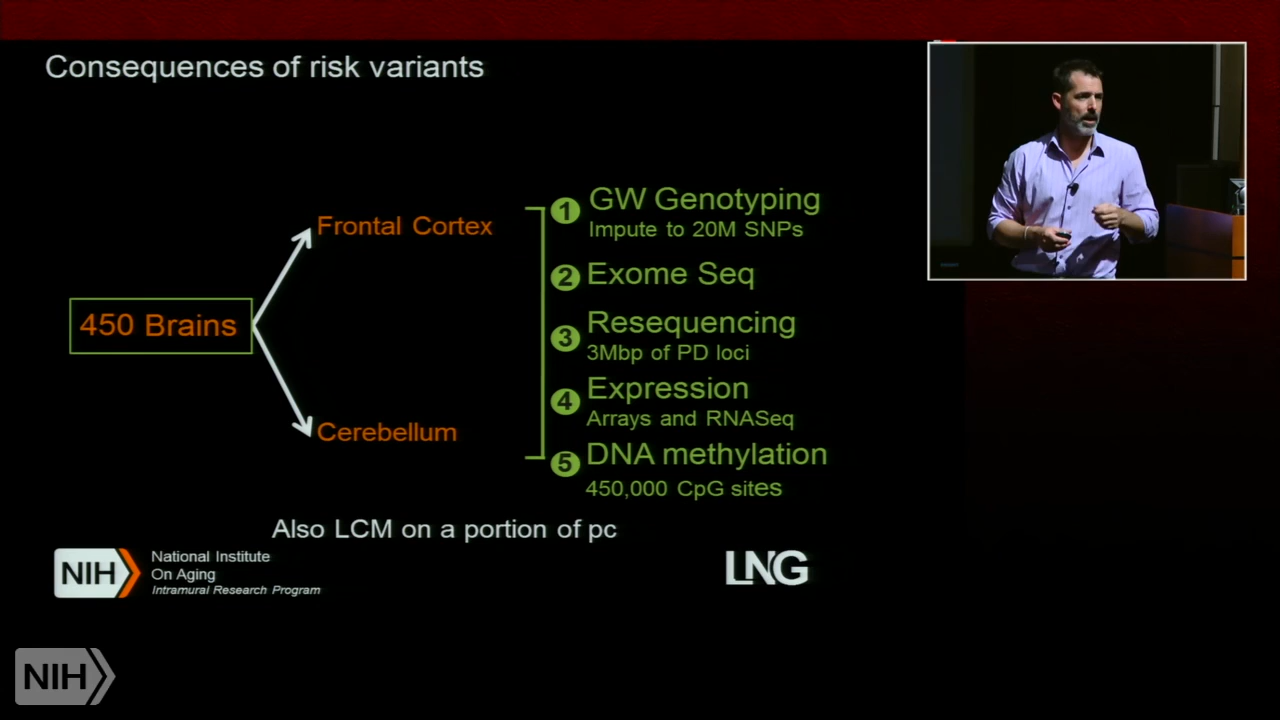 Consequences of risk variants
450 Brains
Frontal Cortex
Cerebellum
1 GW Genotyping
Impute to 20M SNPs
2 Exome Seq
3 Resequencing
3Mbp of PD loci
4 Expression
Arrays and RNASeq
5 DNA methylation
450,000 CpG sites
Also LCM on a portion of pc
NIH
National Institute
On Aging
Intramural Research Program
LNG
NIH